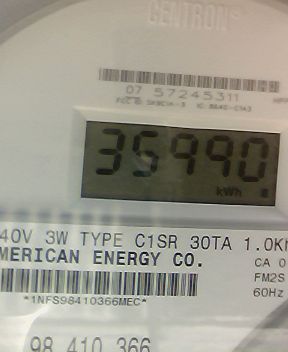 CENTRON®
07 57245311
35990
kWh
40V 3W TYPE C1SR 30TA 1.0Kh
MERICAN ENERGY CO.
CA 0
FM2S
60Hz
*1NFS98410366MEC*
98 410 366